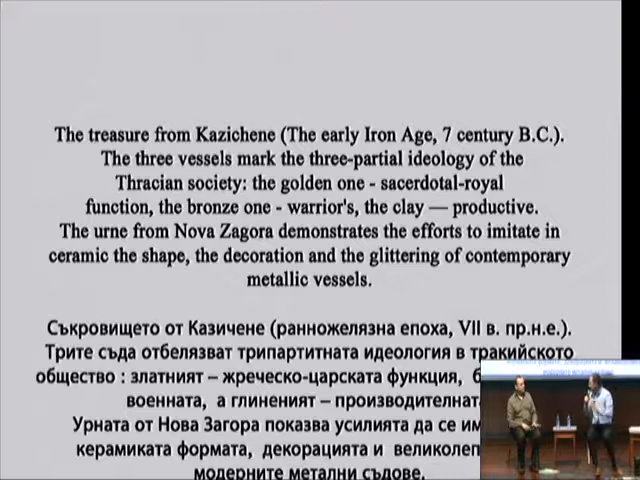 The treasure from Kazichene (The early Iron Age, 7 century B.C.).
The three vessels mark the three-partial ideology of the
Thracian society: the golden one - sacerdotal-royal
function, the bronze one - warrior's, the clay — productive.
The urne from Nova Zagora demonstrates the efforts to imitate in
ceramic the shape, the decoration and the glittering of contemporary
metallic vessels.
Съкровището от Казичене (ранножелязна епоха, VII в. пр.н.е.).
Трите съда отбелязват трипартитната идеология в тракийското
общество : златният – жреческо-царската функция,
военната, а глиненият – производителната
Урната от Нова Загора показва усилията да се
керамиката формата, декорацията и
модерните метални съдове.